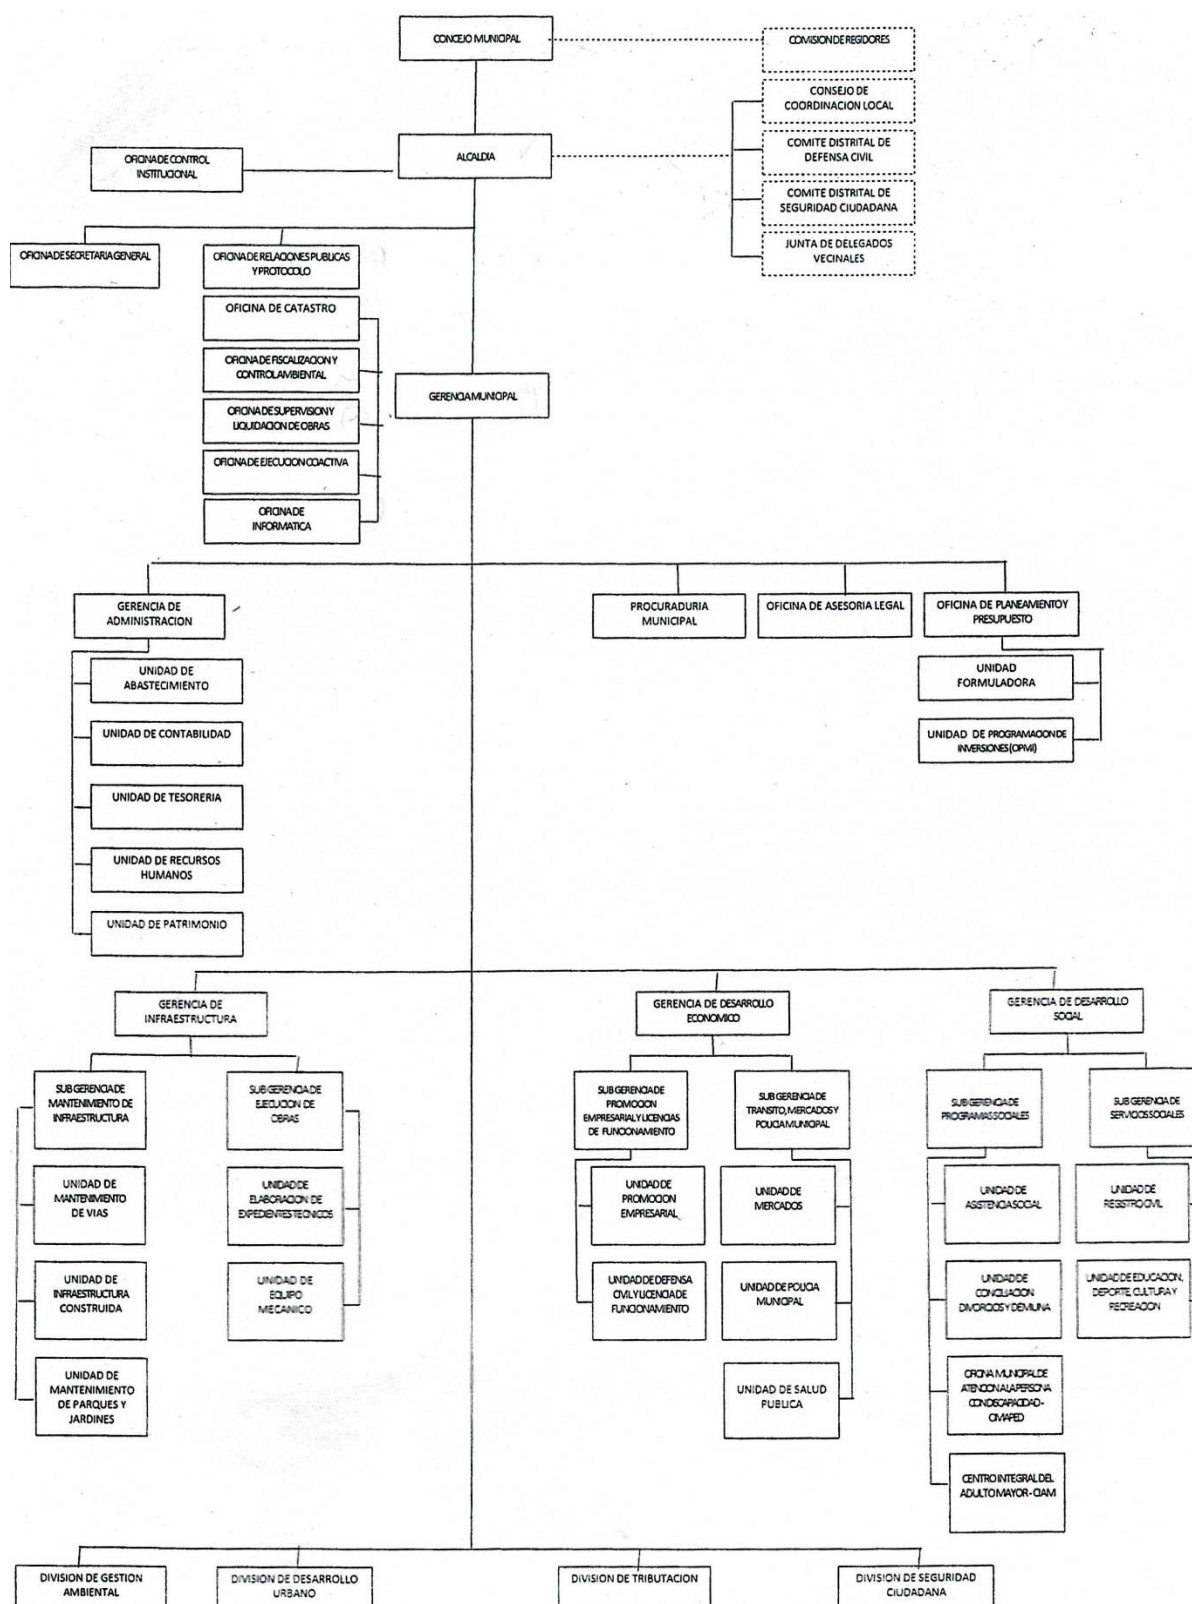 CONCEJO MUNICIPAL
COMISION DE REGIDORES
CONSEJO DE
COORDINACION LOCAL
ALCALDIA
COMITE DISTRITAL DE
DEFENSA CIVIL
OFICINA DE CONTROL
INSTITUCIONAL
COMITE DISTRITAL DE
SEGURIDAD CIUDADANA
JUNTA DE DELEGADOS
VECINALES
OFICINA DE SECRETARIA GENERAL
OFICINA DE RELACIONES PUBLICAS
Y PROTOCOLO
OFICINA DE CATASTRO
OFICINA DE FISCALIZACION Y
CONTROL AMBIENTAL
GERENCIA MUNICIPAL
OFICINA DE SUPERVISION Y
LIQUIDACION DE OBRAS
OFICINA DE EJECUCION COACTIVA
OFICINA DE
INFORMATICA
GERENCIA DE
ADMINISTRACION
PROCURADURIA
MUNICIPAL
OFICINA DE ASESORIA LEGAL
OFICINA DE PLANEAMIENTO Y
PRESUPUESTO
UNIDAD DE
ABASTECIMIENTO
UNIDAD
FORMULADORA
UNIDAD DE CONTABILIDAD
UNIDAD DE PROGRAMACION DE
INVERSIONES (OPMI)
UNIDAD DE TESORERIA
UNIDAD DE RECURSOS
HUMANOS
UNIDAD DE PATRIMONIO
GERENCIA DE
INFRAESTRUCTURA
GERENCIA DE DESARROLLO
ECONOMICO
GERENCIA DE DESARROLLO
SOCIAL
SUB GERENCIA DE
MANTENIMIENTO DE
INFRAESTRUCTURA
SUB GERENCIA DE
EJECUCION DE
OBRAS
SUB GERENCIA DE
PROMOCION
EMPRESARIAL Y LICENCIAS
DE FUNCIONAMIENTO
SUB GERENCIA DE
TRANSITO, MERCADOS Y
POLICIA MUNICIPAL
SUB GERENCIA DE
PROGRAMAS SOCIALES
SUB GERENCIA DE
SERVICIOS SOCIALES
UNIDAD DE
MANTENIMIENTO
DE VIAS
UNIDAD DE
ELABORACION DE
EXPEDIENTES TECNICOS
UNIDAD DE
PROMOCION
EMPRESARIAL
UNIDAD DE
MERCADOS
UNIDAD DE
ASISTENCIA SOCIAL
UNIDAD DE
REGISTRO CIVIL
UNIDAD DE
INFRAESTRUCTURA
CONSTRUIDA
UNIDAD DE
EQUIPO
MECANICO
UNIDAD DE DEFENSA
CIVIL Y LICENCIA DE
FUNCIONAMIENTO
UNIDAD DE POLICIA
MUNICIPAL
UNIDAD DE
CONCILIACION
DIVORCIOS Y DEMUNA
UNIDAD DE EDUCACION,
DEPORTE, CULTURA Y
RECREACION
UNIDAD DE
MANTENIMIENTO
DE PARQUES Y
JARDINES
UNIDAD DE SALUD
PUBLICA
OFICINA MUNICIPAL DE
ATENCION A LA PERSONA
CON DISCAPACIDAD -
OMAPED
CENTRO INTEGRAL DEL
ADULTO MAYOR - CIAM
DIVISION DE GESTION
AMBIENTAL
DIVISION DE DESARROLLO
URBANO
DIVISION DE TRIBUTACION
DIVISION DE SEGURIDAD
CIUDADANA